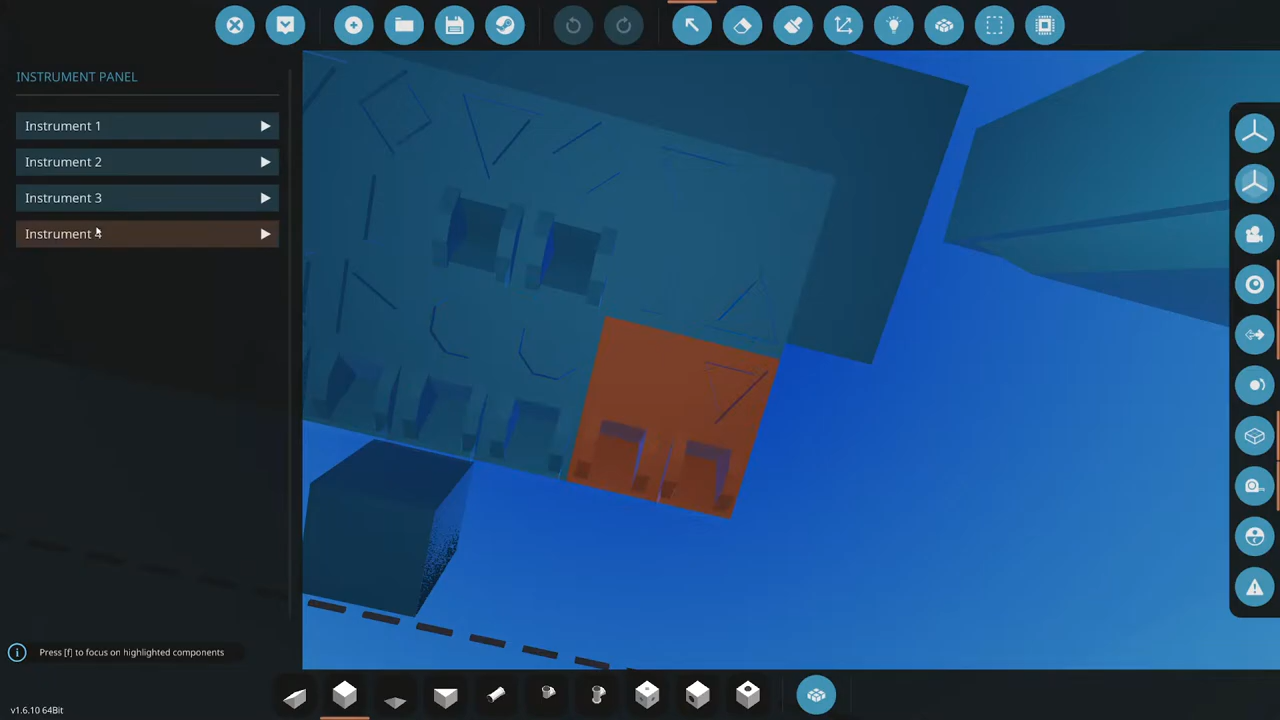 INSTRUMENT PANEL
Instrument 1
Instrument 2
Instrument 3
Instrument 4
Press [f] to focus on highlighted components
v1.6.10 64Bit